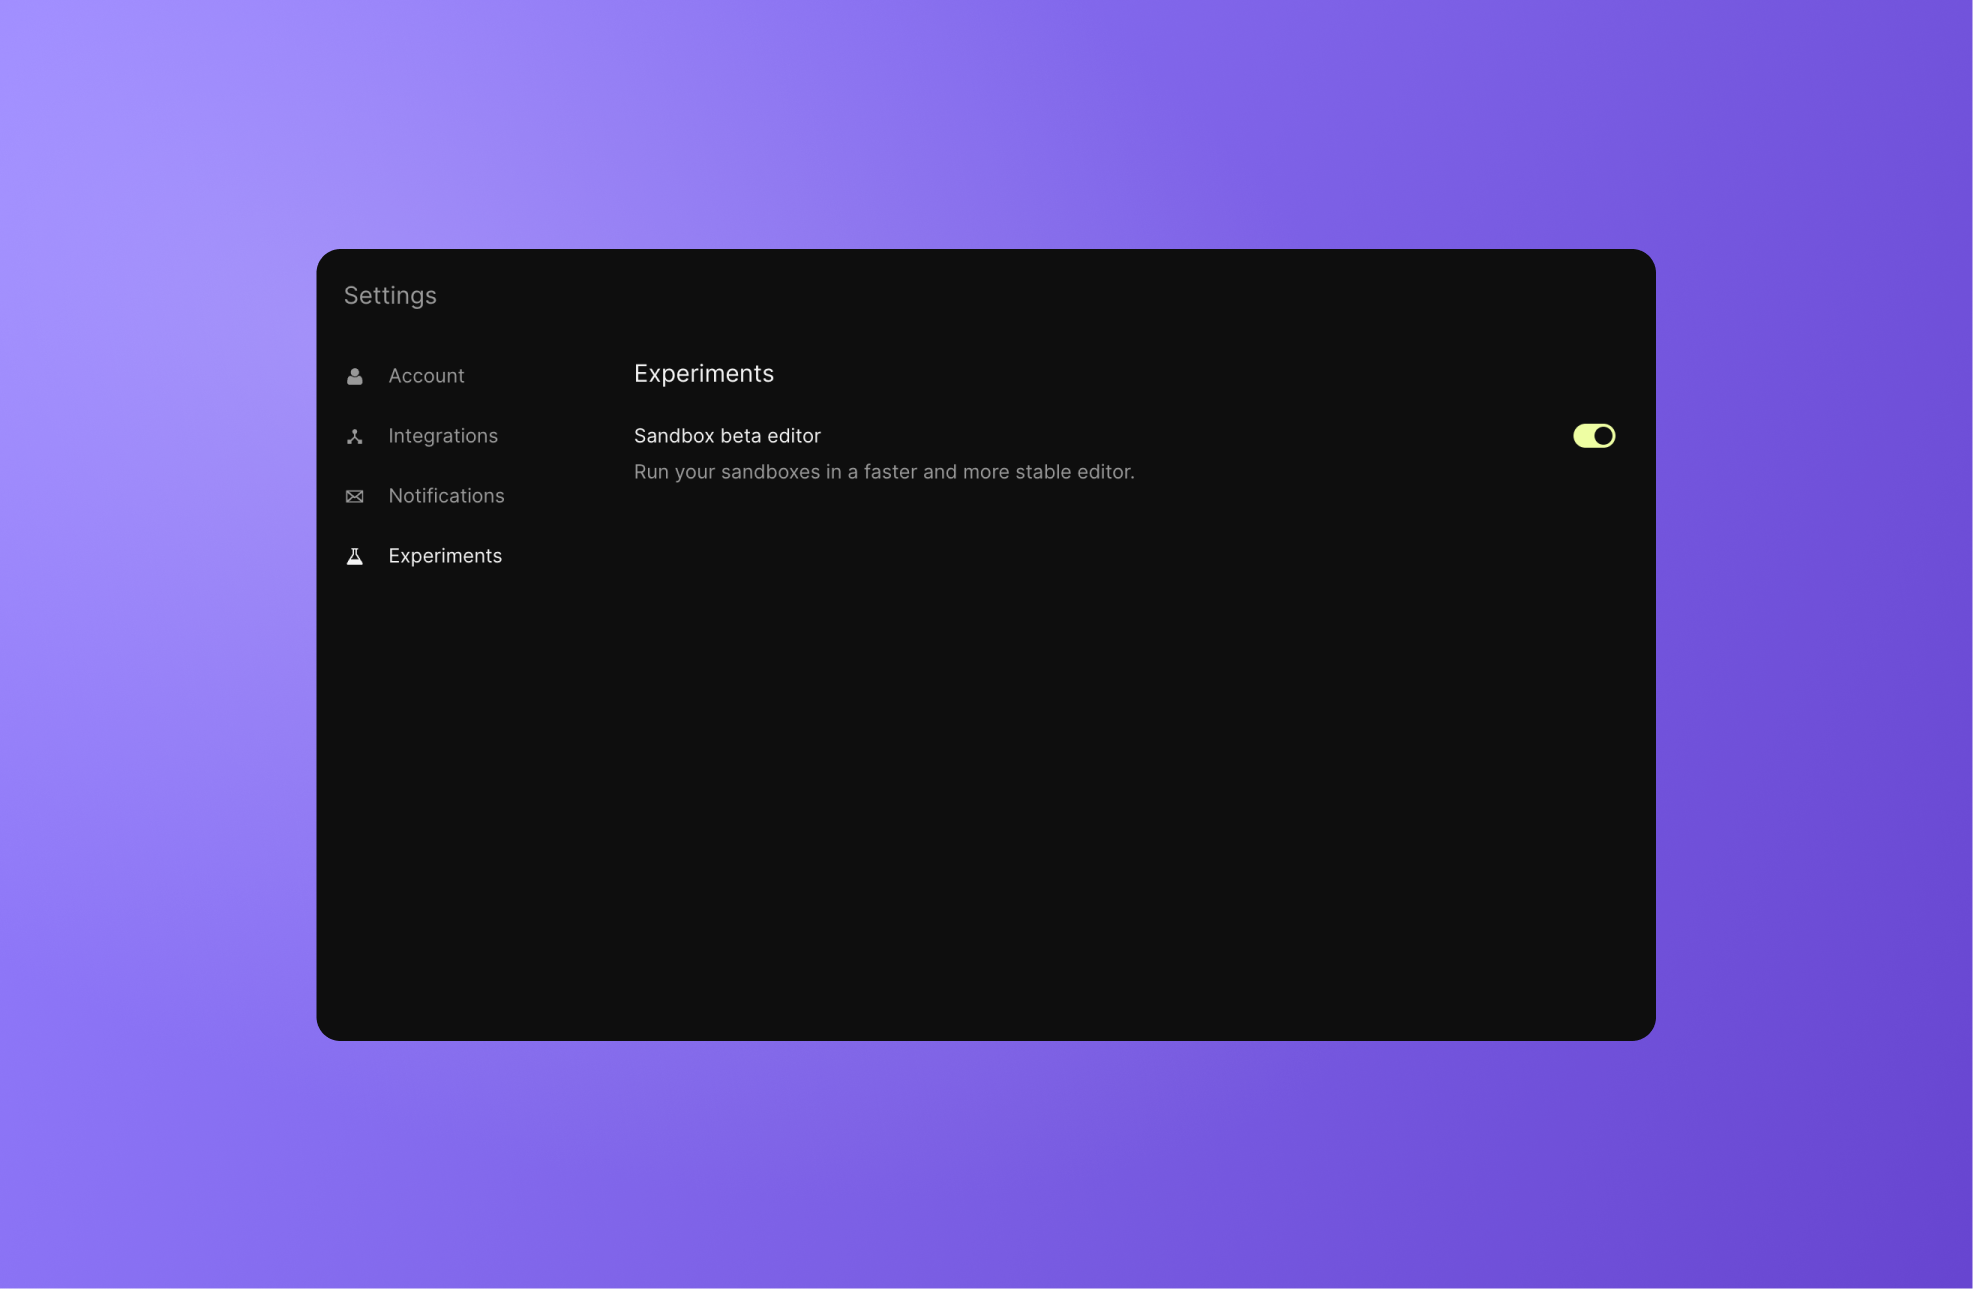 Settings
Account
Integrations
Notifications
Experiments
Experiments
Sandbox beta editor
Run your sandboxes in a faster and more stable editor.